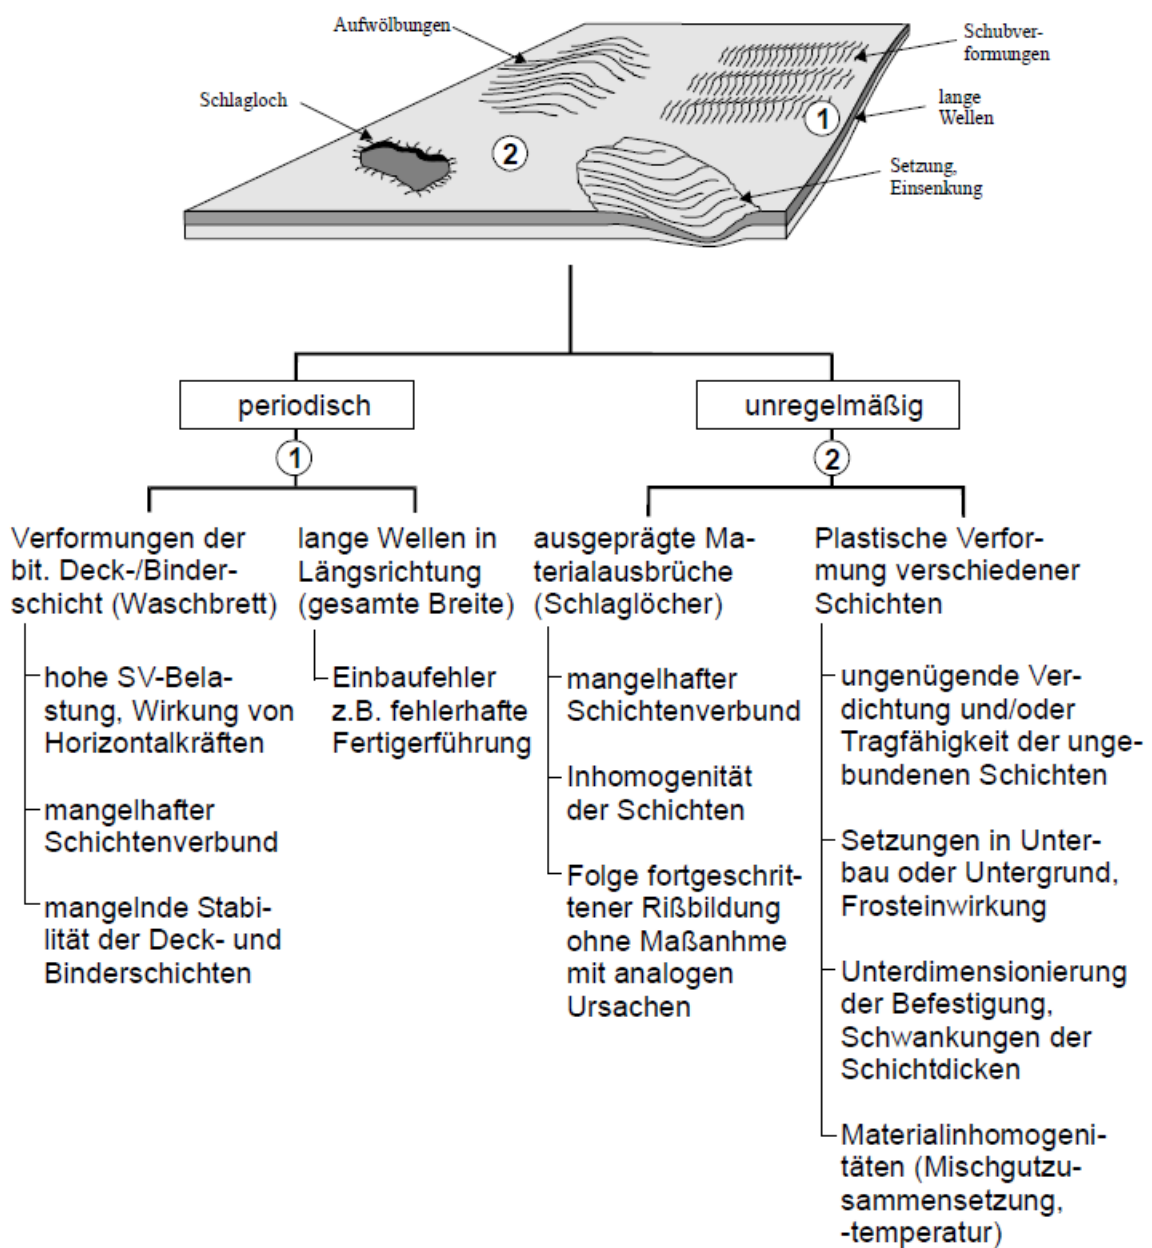 Aufwölbungen
Schubver-
formungen
Schlagloch
lange
Wellen
1
2
Setzung,
Einsenkung
periodisch
unregelmäßig
1
2
Verformungen der
bit. Deck-/Binder-
schicht (Waschbrett)
hohe SV-Bela-
stung, Wirkung von
Horizontalkräften
mangelhafter
Schichtenverbund
mangelnde Stabi-
lität der Deck- und
Binderschichten
lange Wellen in
Längsrichtung
(gesamte Breite)
Einbaufehler
z.B. fehlerhafte
Fertigerführung
ausgeprägte Ma-
terialausbrüche
(Schlaglöcher)
mangelhafter
Schichtenverbund
Inhomogenität
der Schichten
Folge fortgeschrit-
tener Rißbildung
ohne Maßanhme
mit analogen
Ursachen
Plastische Verfor-
mung verschiedener
Schichten
ungenügende Ver-
dichtung und/oder
Tragfähigkeit der unge-
bundenen Schichten
Setzungen in Unter-
bau oder Untergrund,
Frosteinwirkung
Unterdimensionierung
der Befestigung,
Schwankungen der
Schichtdicken
Materialinhomogeni-
täten (Mischgutzu-
sammensetzung,
-temperatur)